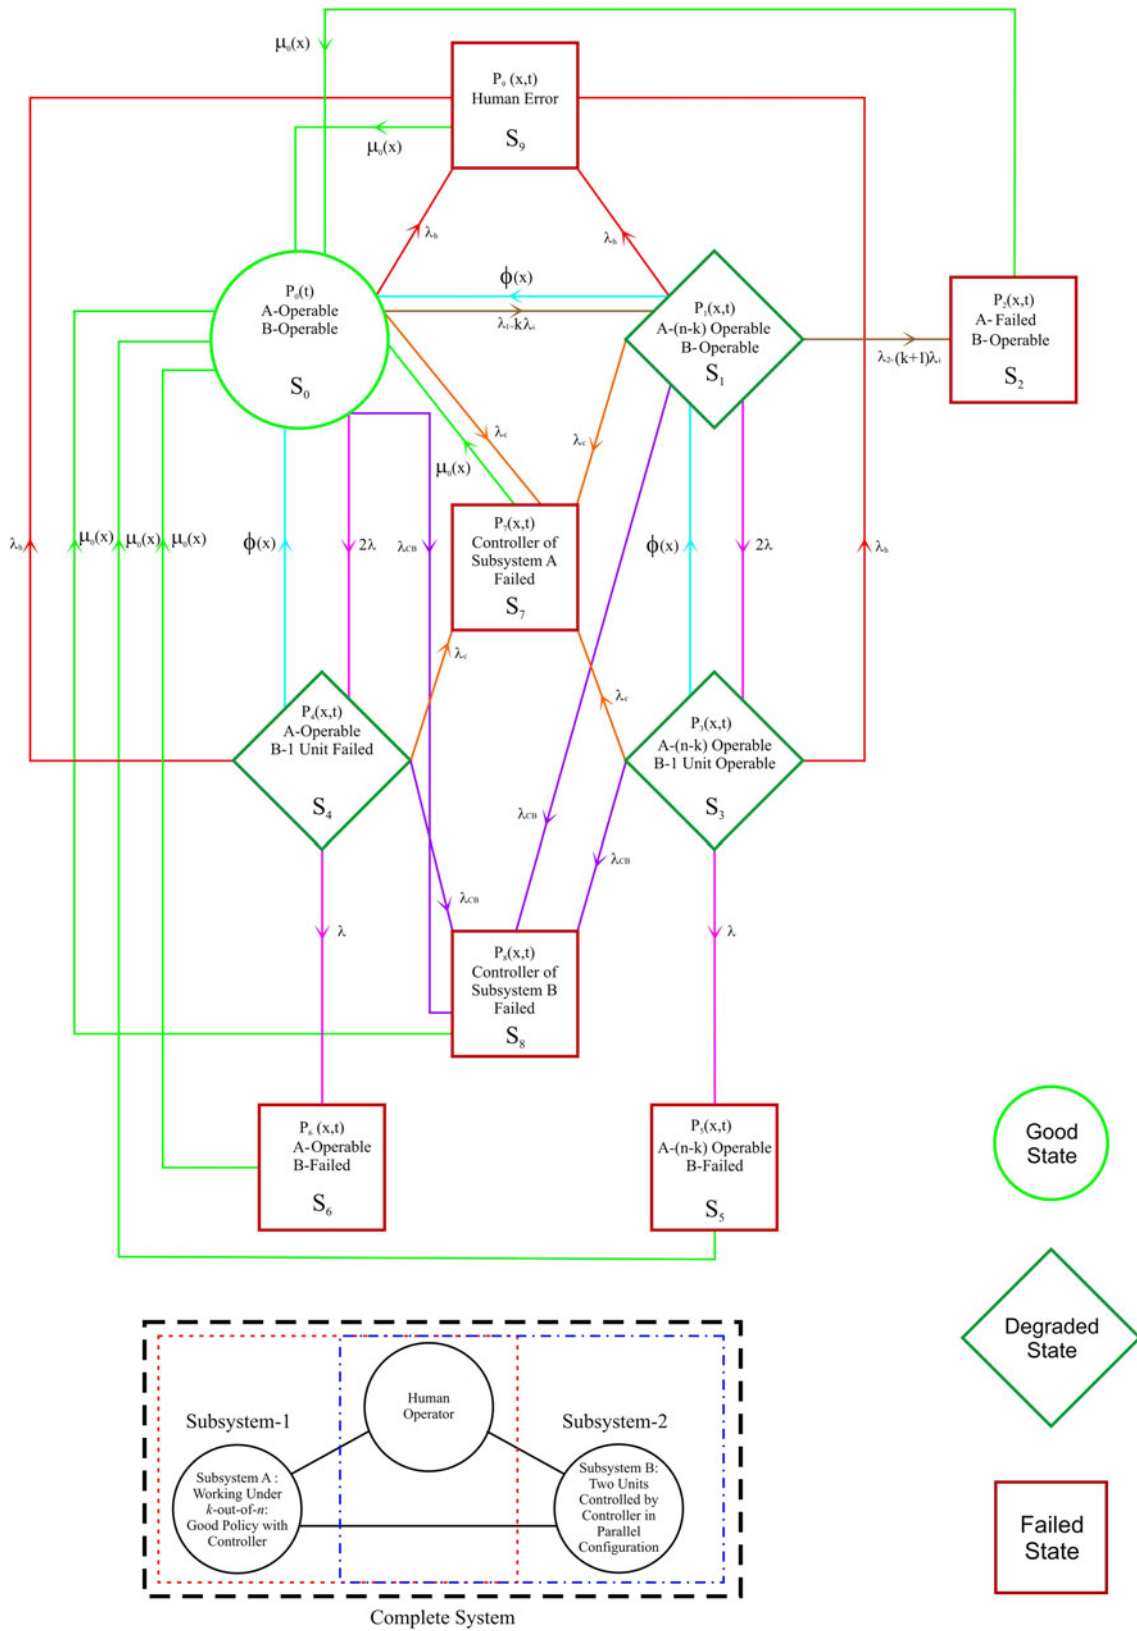 μ₀(x)
P₉ (x,t)
Human Error
S₉
μ₀(x)
λₕ
λₕ
ϕ(x)
λ₁₌kλᵢ
P₀(t)
A-Operable
B-Operable
S₀
P₁(x,t)
A-(n-k) Operable
B- Operable
S₁
P₂(x,t)
A- Failed
B- Operable
S₂
λ₂₌(k+1)λᵢ
λc
λc
μ₀(x)
λₕ
μ₀(x)
μ₀(x)
μ₀(x)
ϕ(x)
2λ
λCB
P₇(x,t)
Controller of
Subsystem A
Failed
S₇
ϕ(x)
2λ
λₕ
λc
λc
P₄(x,t)
A-Operable
B-1 Unit Failed
S₄
P₃(x,t)
A-(n-k) Operable
B-1 Unit Operable
S₃
λCB
λCB
λCB
λ
λ
P₈(x,t)
Controller of
Subsystem B
Failed
S₈
P₆ (x,t)
A-Operable
B-Failed
S₆
P₅(x,t)
A-(n-k) Operable
B-Failed
S₅
Good
State
Degraded
State
Failed
State
Human
Operator
Subsystem-1
Subsystem-2
Subsystem A :
Working Under
k-out-of-n:
Good Policy with
Controller
Subsystem B:
Two Units
Controlled by
Controller in
Parallel
Configuration
Complete System